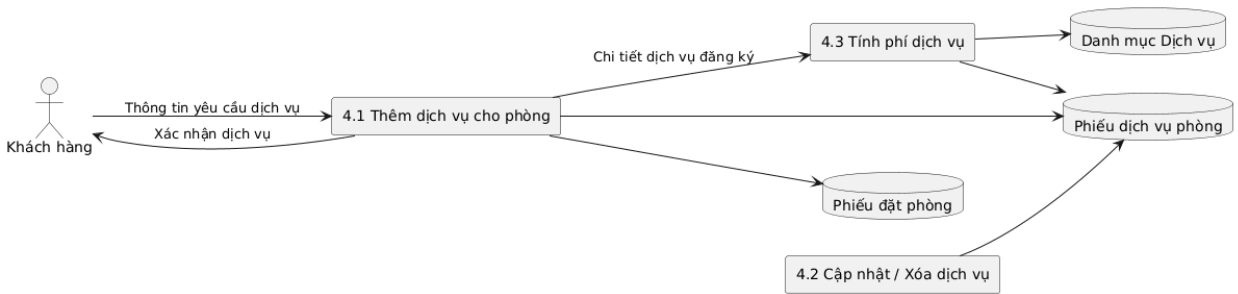 Khách hàng
Thông tin yêu cầu dịch vụ
Xác nhận dịch vụ
4.1 Thêm dịch vụ cho phòng
Chi tiết dịch vụ đăng ký
4.3 Tính phí dịch vụ
Danh mục Dịch vụ
Phiếu dịch vụ phòng
Phiếu đặt phòng
4.2 Cập nhật / Xóa dịch vụ